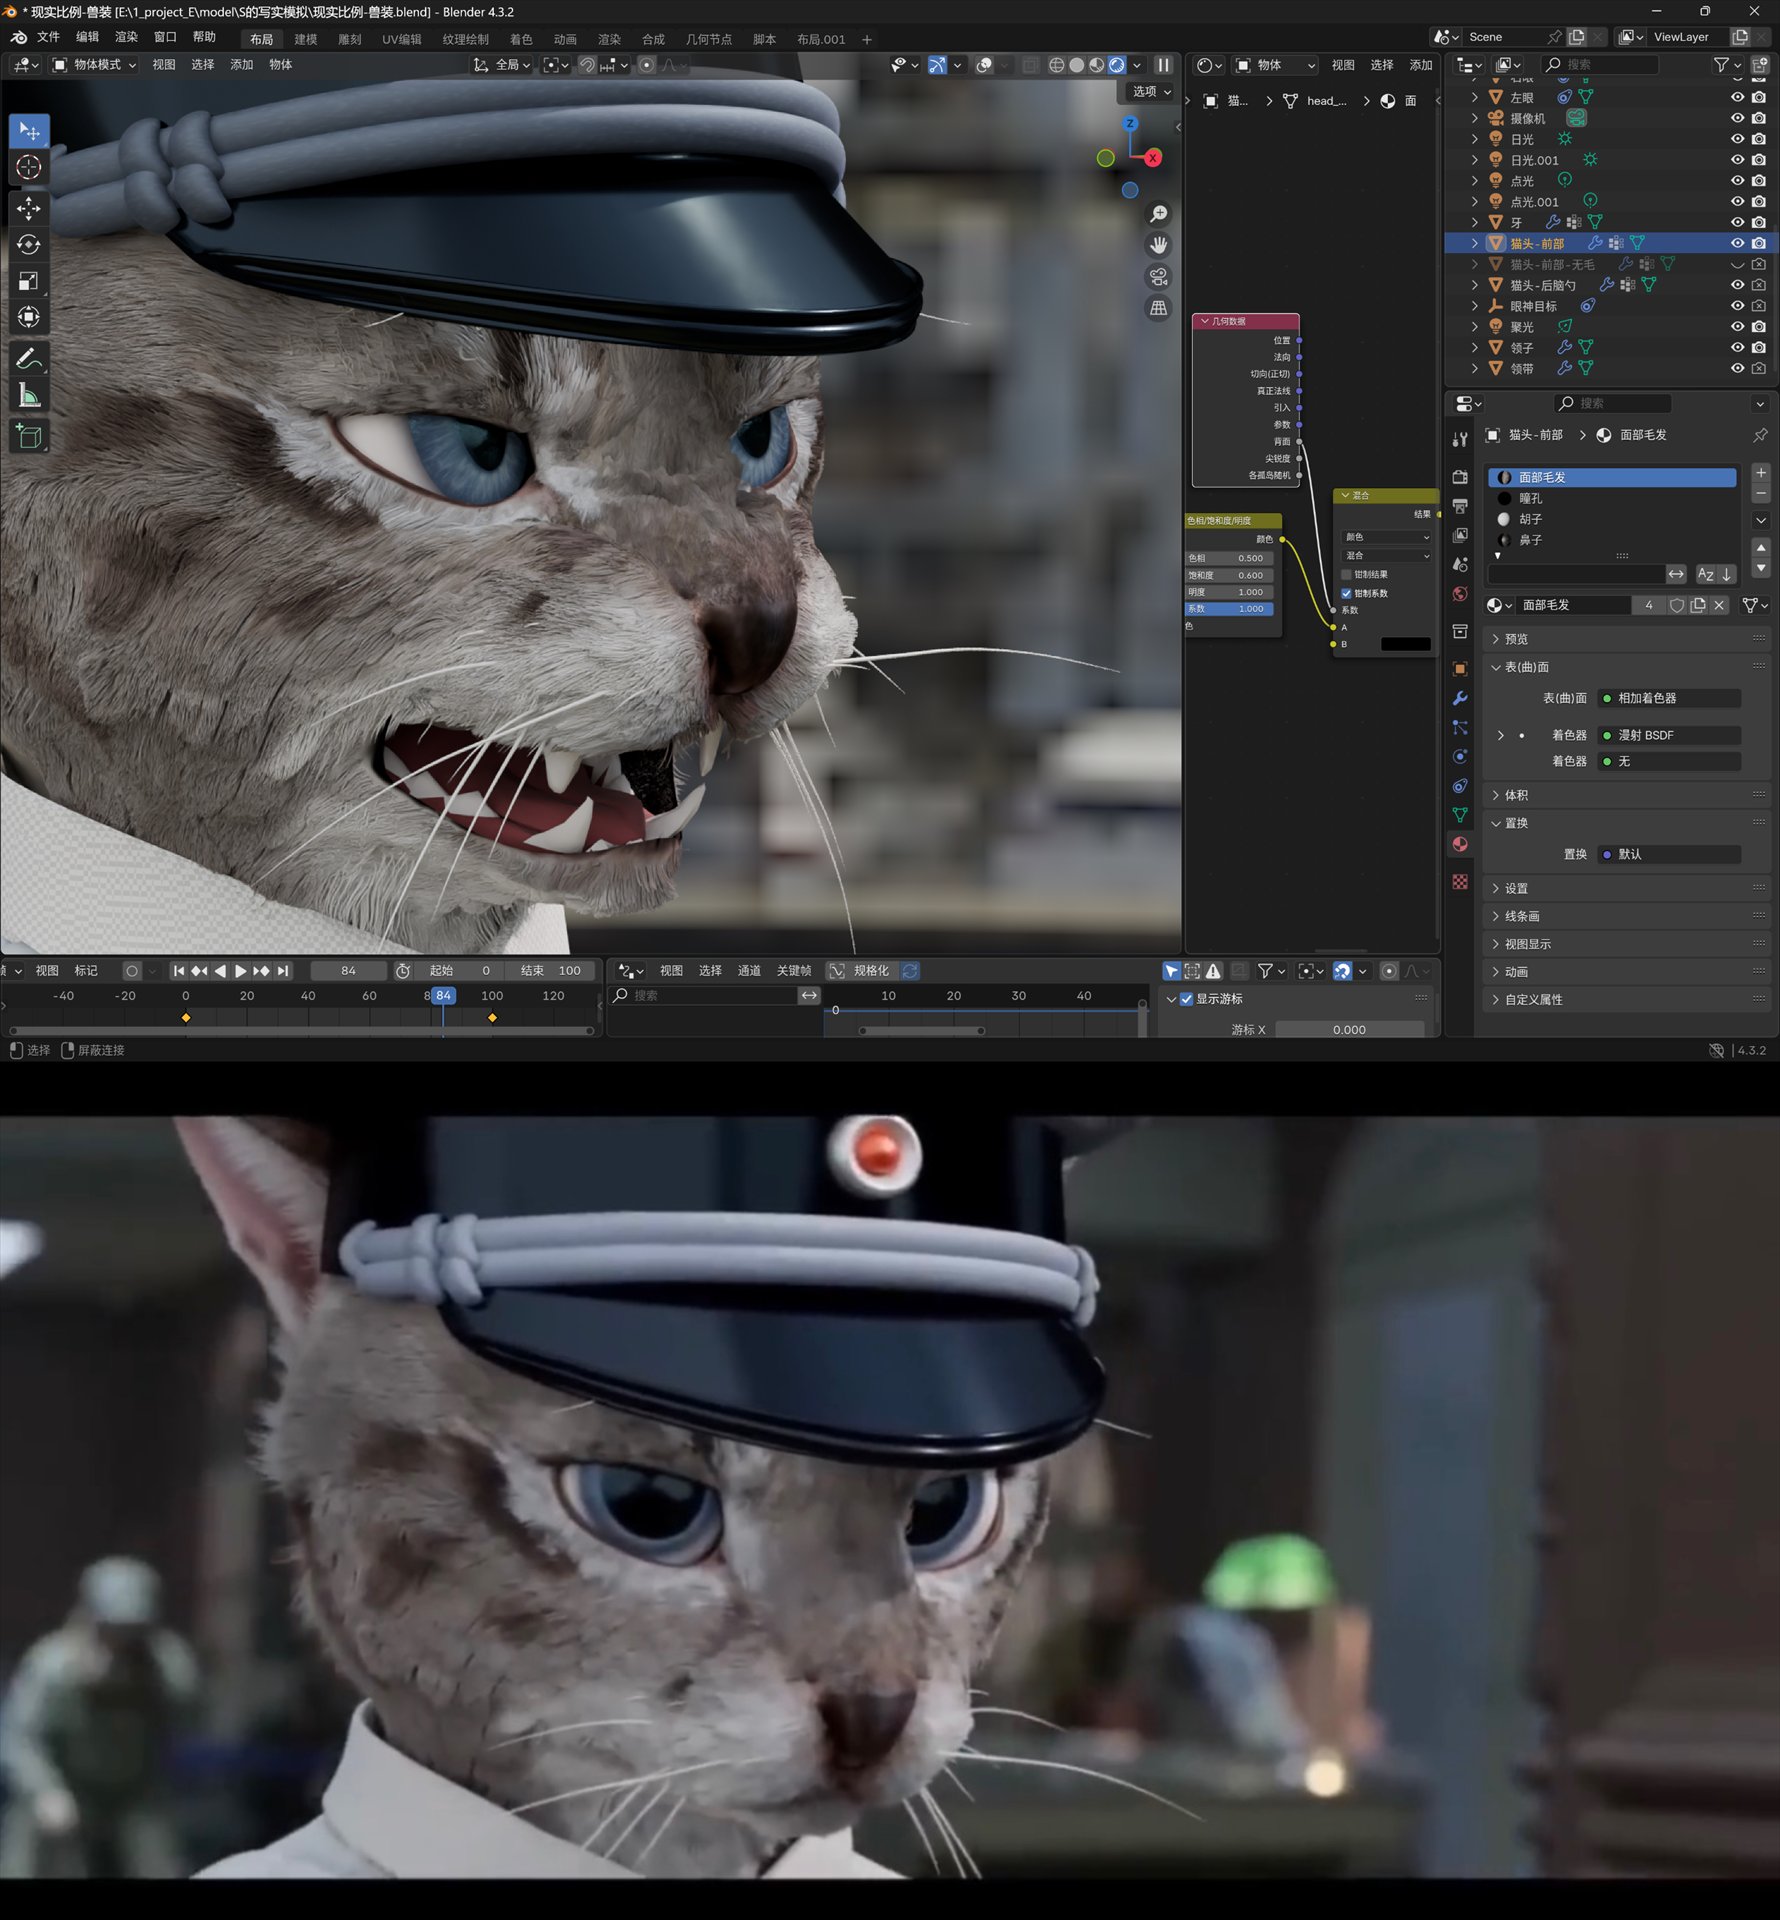 * 现实比例-兽装 [E:\1_project_E\model\S的写实模拟\现实比例-兽装.blend] - Blender 4.3.2
文件 编辑 渲染 窗口 帮助 布局 建模 雕刻 UV编辑 纹理绘制 着色 动画 渲染 合成 几何节点 脚本 布局.001 +
Scene ViewLayer
物体模式 视图 选择 添加 物体 全局
选项
Z
X
物体 视图 选择 添加
猫... head_... 面
几何数据
位置
法向
切向(正切)
真正法线
引入
参数
背面
尖锐度
各孤岛随机
色相/饱和度/明度
颜色
色相 0.500
饱和度 0.600
明度 1.000
系数 1.000
色
混合
结果
颜色
混合
钳制结果
钳制系数
系数
A
B
搜索
左眼
摄像机
日光
日光.001
点光
点光.001
牙
猫头-前部
猫头-前部-无毛
猫头-后脑勺
眼神目标
聚光
领子
领带
搜索
猫头-前部 面部毛发
面部毛发
瞳孔
胡子
鼻子
面部毛发 4
预览
表(曲)面
表(曲)面 相加着色器
着色器 漫射 BSDF
着色器 无
体积
置换
置换 默认
设置
线条画
视图显示
动画
自定义属性
视图 标记 84 起始 0 结束 100
-40 -20 0 20 40 60 84 100 120
视图 选择 通道 关键帧 规格化
搜索
0 10 20 30 40
显示游标
游标 X 0.000
选择 屏蔽连接
4.3.2